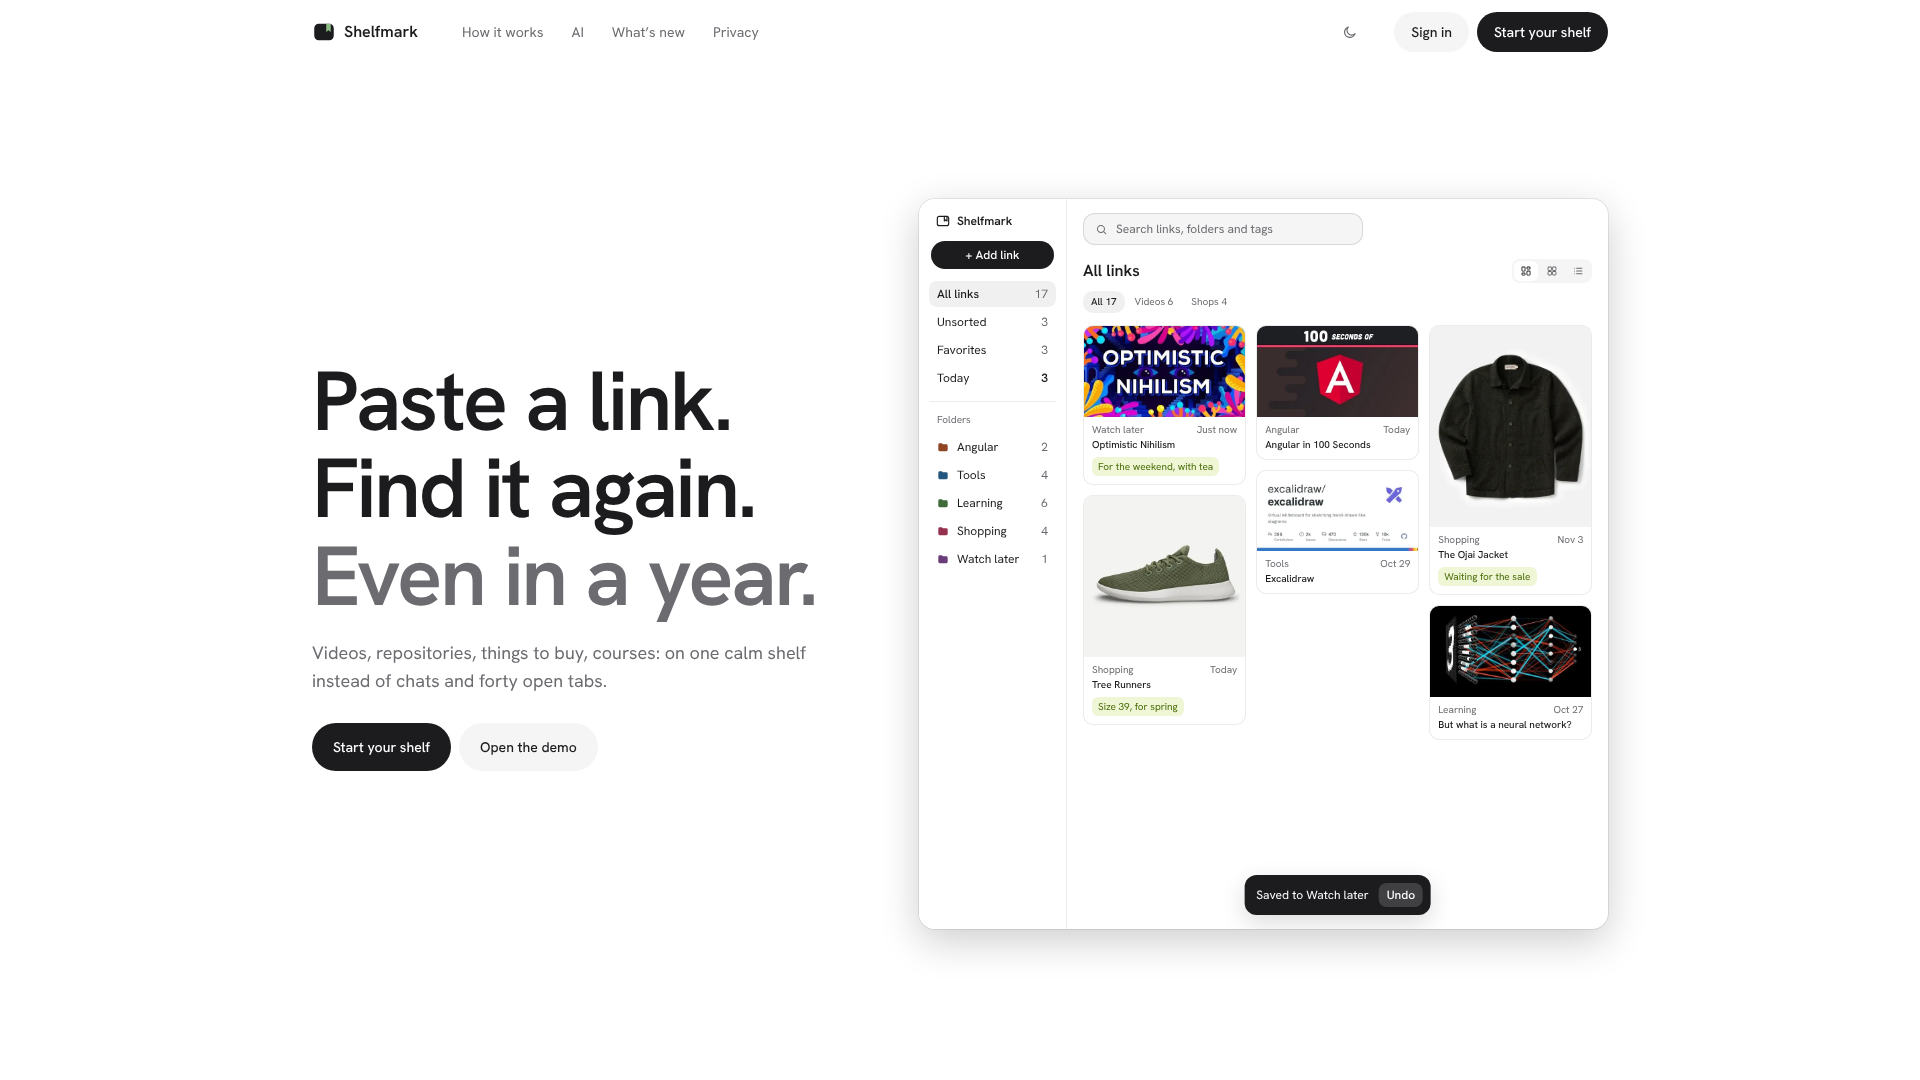 Shelfmark
How it works
AI
What's new
Privacy
Sign in
Start your shelf
Paste a link.
Find it again.
Even in a year.
Videos, repositories, things to buy, courses: on one calm shelf
instead of chats and forty open tabs.
Start your shelf
Open the demo
Shelfmark
+ Add link
All links 17
Unsorted 3
Favorites 3
Today 3
Folders
Angular 2
Tools 4
Learning 6
Shopping 4
Watch later 1
Search links, folders and tags
All links
All 17
Videos 6
Shops 4
OPTIMISTIC
NIHILISM
Watch later Just now
Optimistic Nihilism
For the weekend, with tea
Shopping Today
Tree Runners
Size 39, for spring
100 SECONDS OF
A
Angular Today
Angular in 100 Seconds
excalidraw/
excalidraw
Tools Oct 29
Excalidraw
Shopping Nov 3
The Ojai Jacket
Waiting for the sale
3
Learning Oct 27
But what is a neural network?
Saved to Watch later
Undo